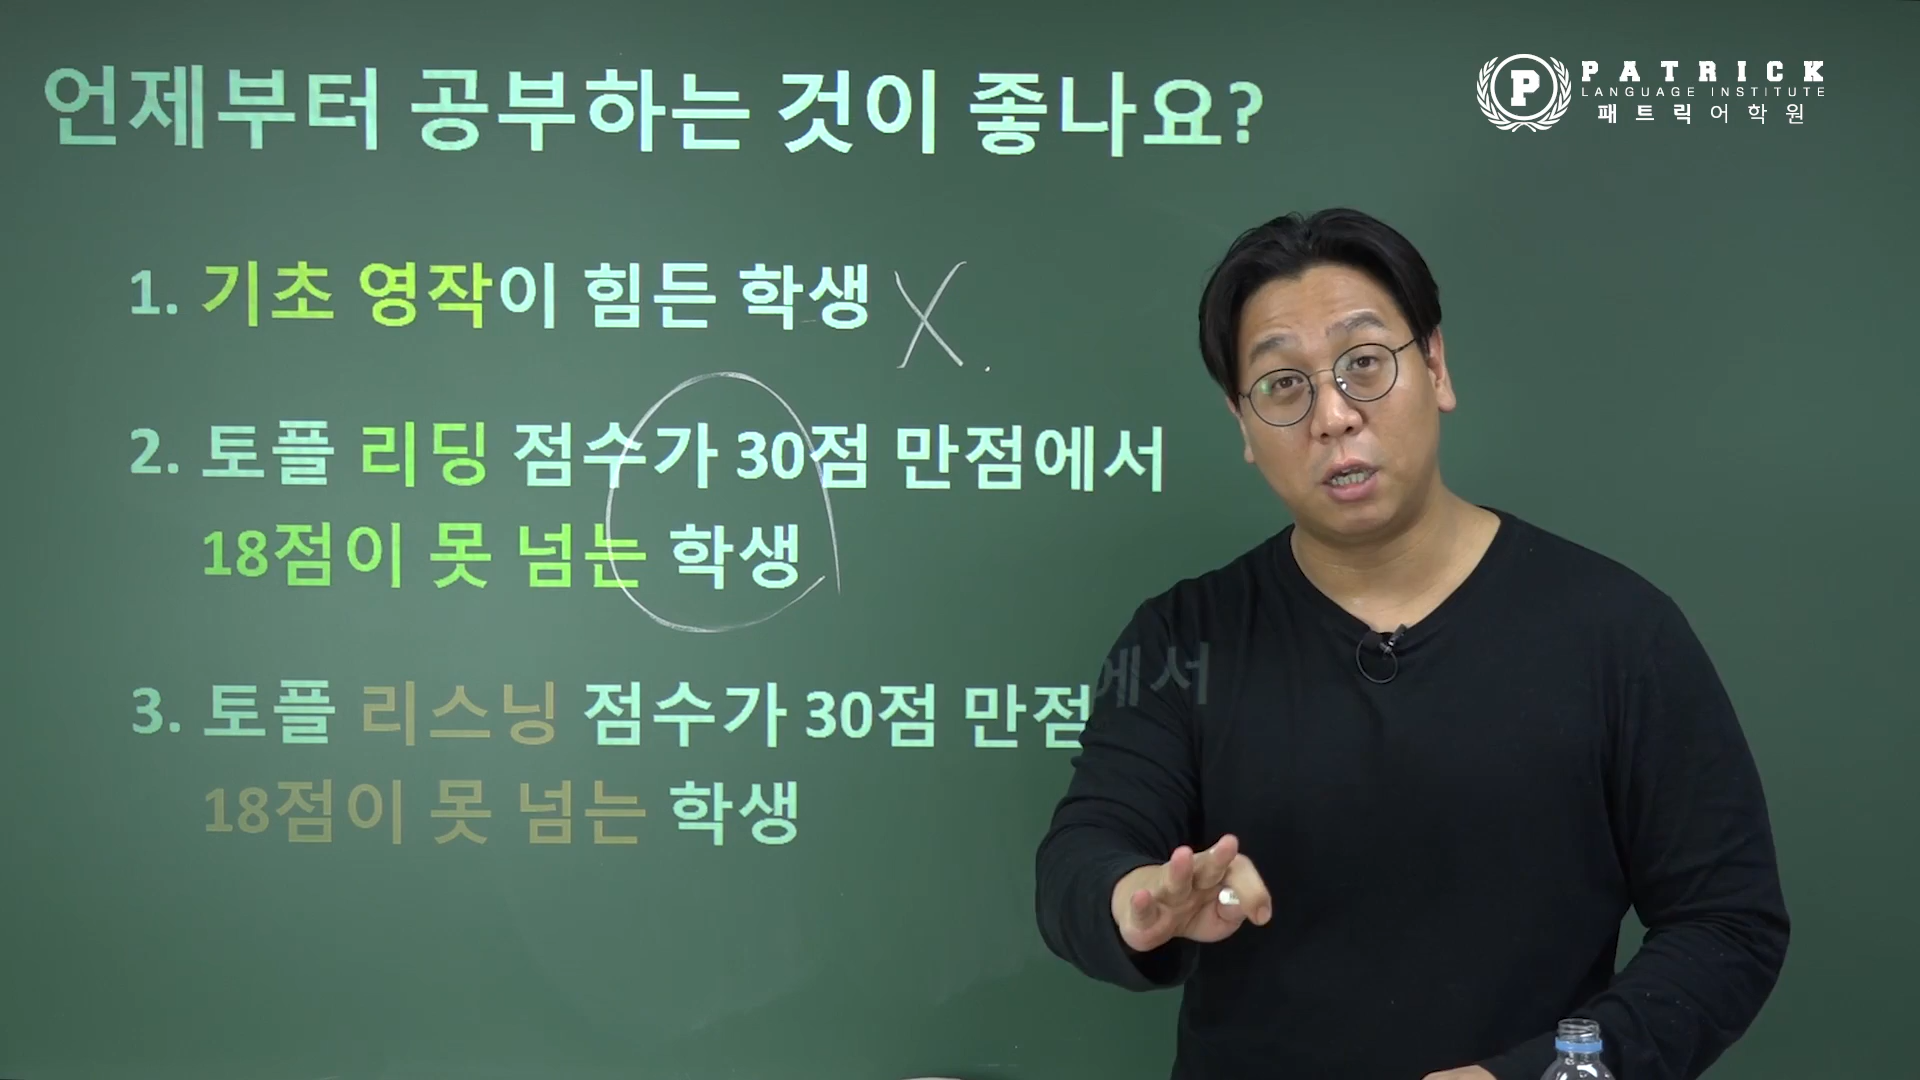 언제부터 공부하는 것이 좋나요?
PATRICK
LANGUAGE INSTITUTE
패트릭어학원
1. 기초 영작이 힘든 학생 X.
2. 토플 리딩 점수가 30점 만점에서
18점이 못 넘는 학생
3. 토플 리스닝 점수가 30점 만점에서
18점이 못 넘는 학생